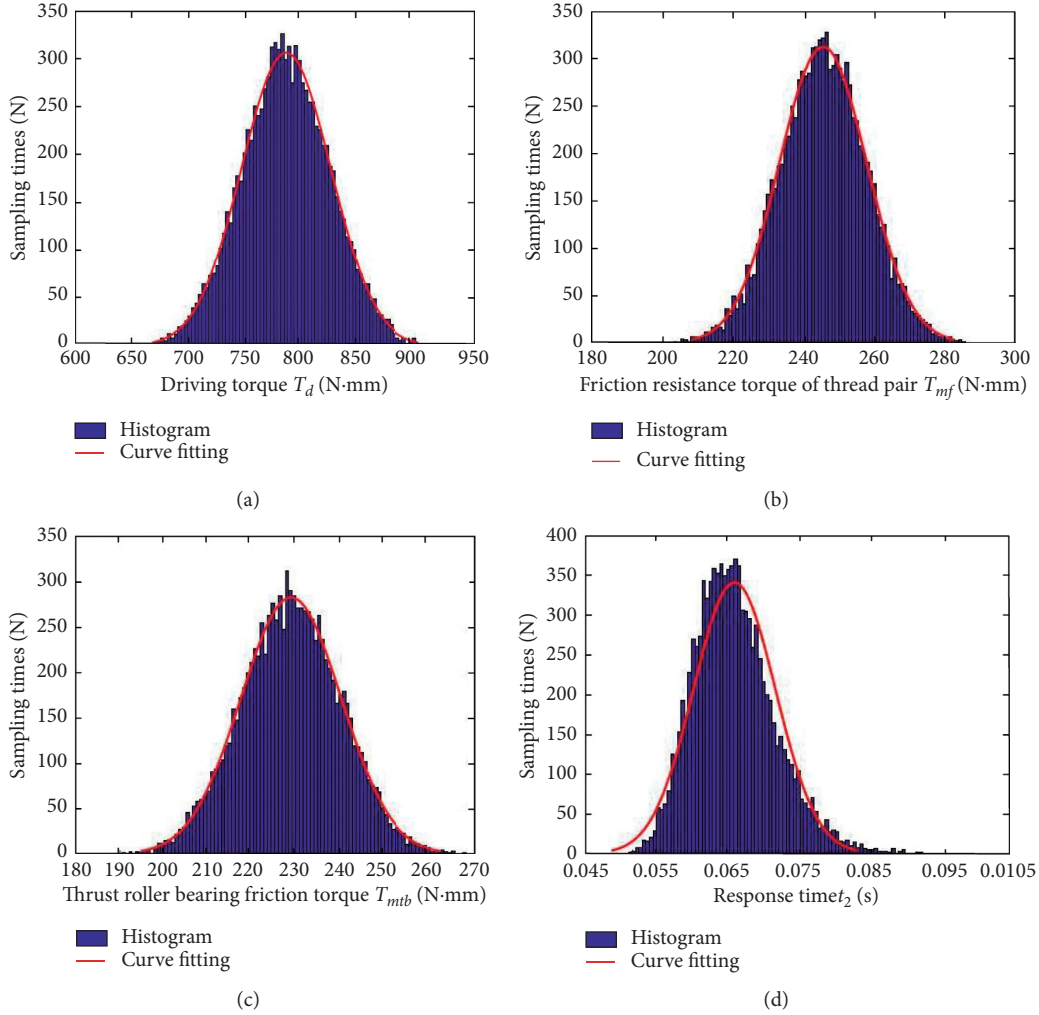 350
300
250
200
150
100
50
0
Sampling times (N)
600 650 700 750 800 850 900 950
Driving torque T_d (N·mm)
Histogram
Curve fitting
(a)
350
300
250
200
150
100
50
0
Sampling times (N)
180 200 220 240 260 280 300
Friction resistance torque of thread pair T_mf (N·mm)
Histogram
Curve fitting
(b)
350
300
250
200
150
100
50
0
Sampling times (N)
180 190 200 210 220 230 240 250 260 270
Thrust roller bearing friction torque T_mtb (N·mm)
Histogram
Curve fitting
(c)
400
350
300
250
200
150
100
50
0
Sampling times (N)
0.045 0.055 0.065 0.075 0.085 0.095 0.0105
Response timet_2 (s)
Histogram
Curve fitting
(d)